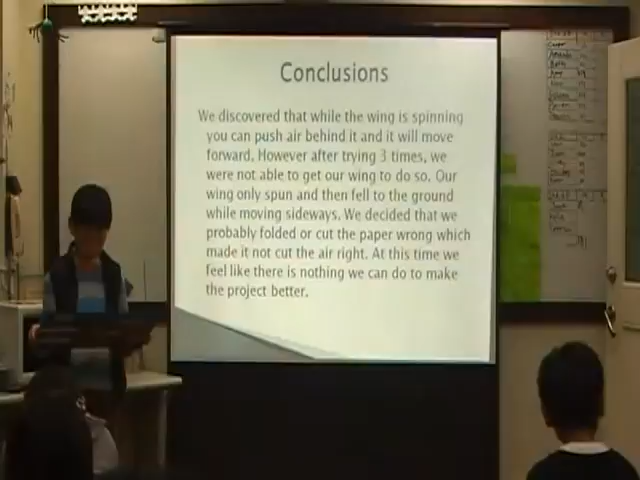 Conclusions
We discovered that while the wing is spinning
you can push air behind it and it will move
forward. However after trying 3 times, we
were not able to get our wing to do so. Our
wing only spun and then fell to the ground
while moving sideways. We decided that we
probably folded or cut the paper wrong which
made it not cut the air right. At this time we
feel like there is nothing we can do to make
the project better.